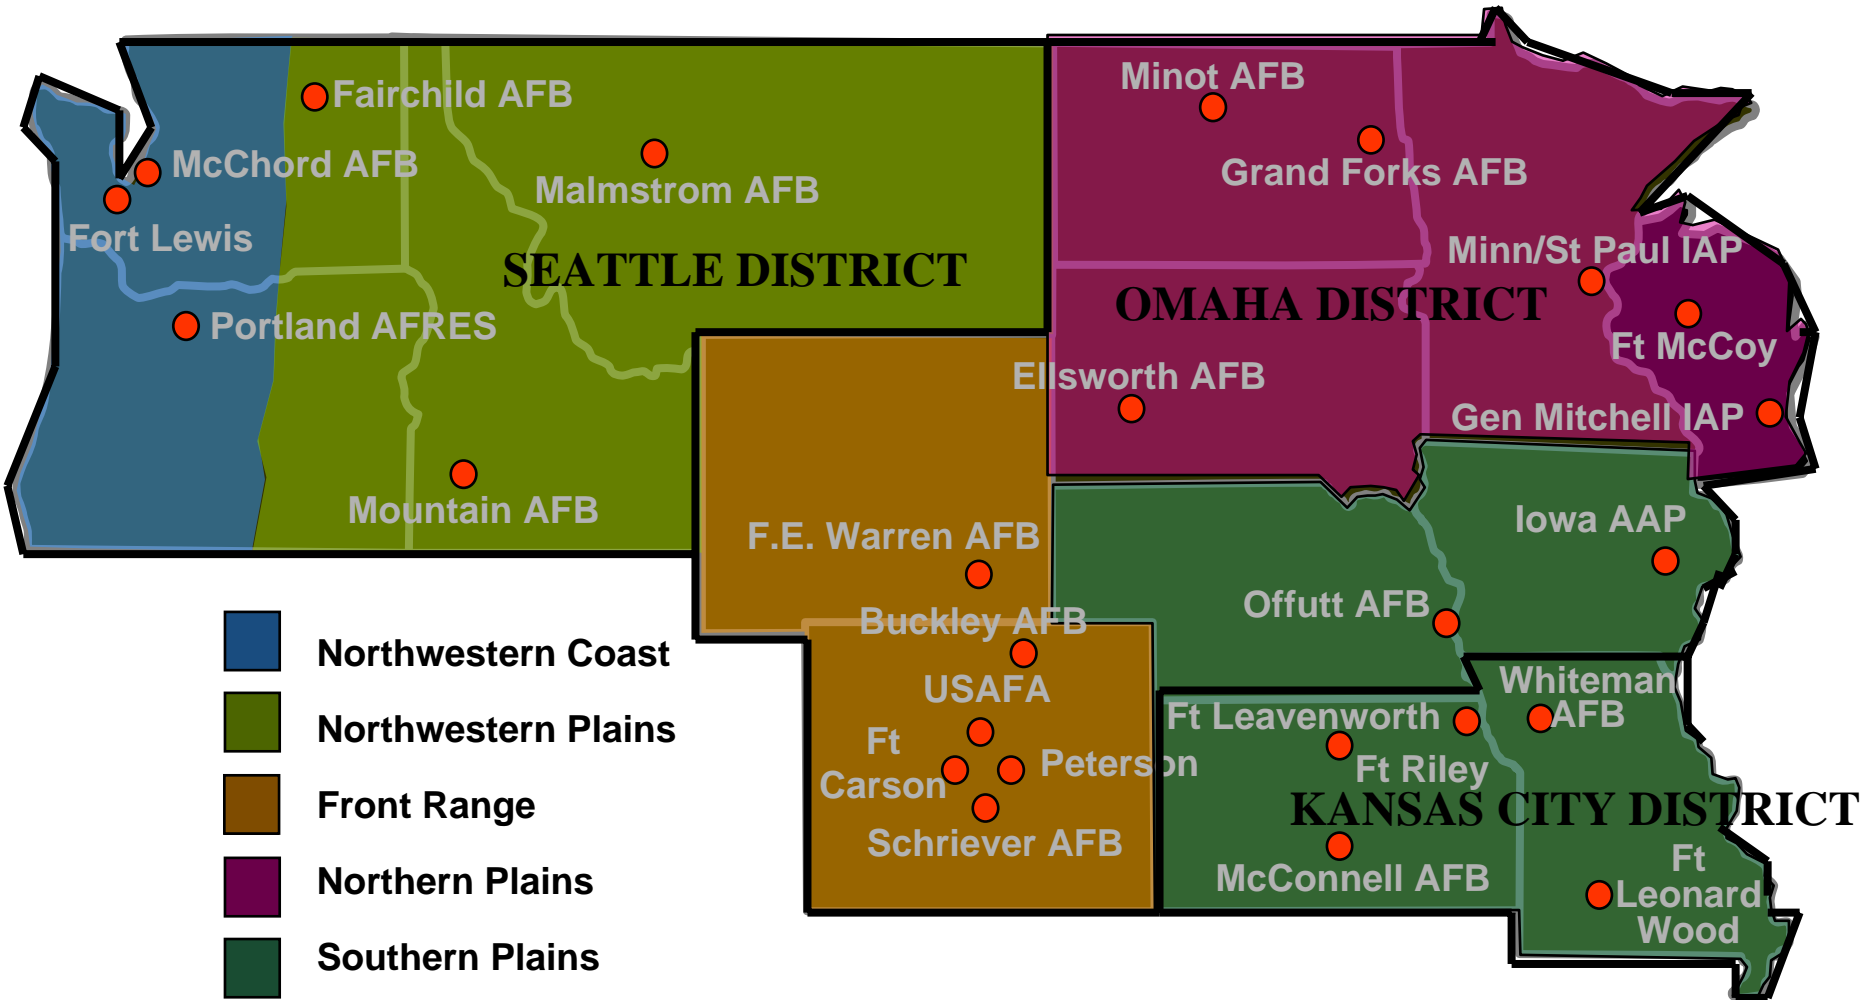 Minot AFB
Fairchild AFB
McChord AFB
Grand Forks AFB
Malmstrom AFB
Fort Lewis
Minn/St Paul IAP
SEATTLE DISTRICT
OMAHA DISTRICT
Portland AFRES
Ft McCoy
Ellsworth AFB
Gen Mitchell IAP
Mountain AFB
Iowa AAP
F.E. Warren AFB
Offutt AFB
Buckley AFB
USAFA
Whiteman
AFB
Ft Leavenworth
Ft
Carson
Peterson
Ft Riley
KANSAS CITY DISTRICT
Schriever AFB
McConnell AFB
Ft
Leonard
Wood
Northwestern Coast
Northwestern Plains
Front Range
Northern Plains
Southern Plains